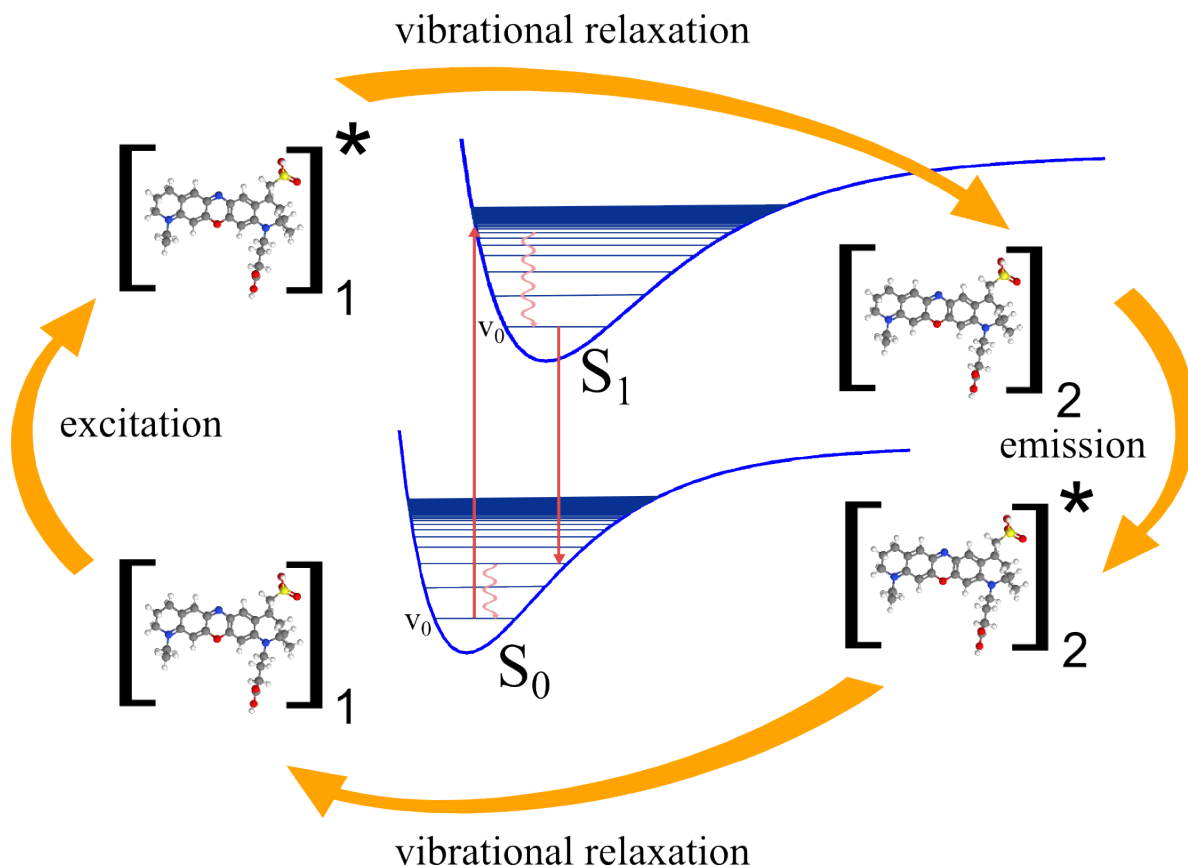 vibrational relaxation
[ ]₁*
v₀
S₁
[ ]₂
excitation
emission
[ ]₂*
v₀
S₀
[ ]₁
vibrational relaxation